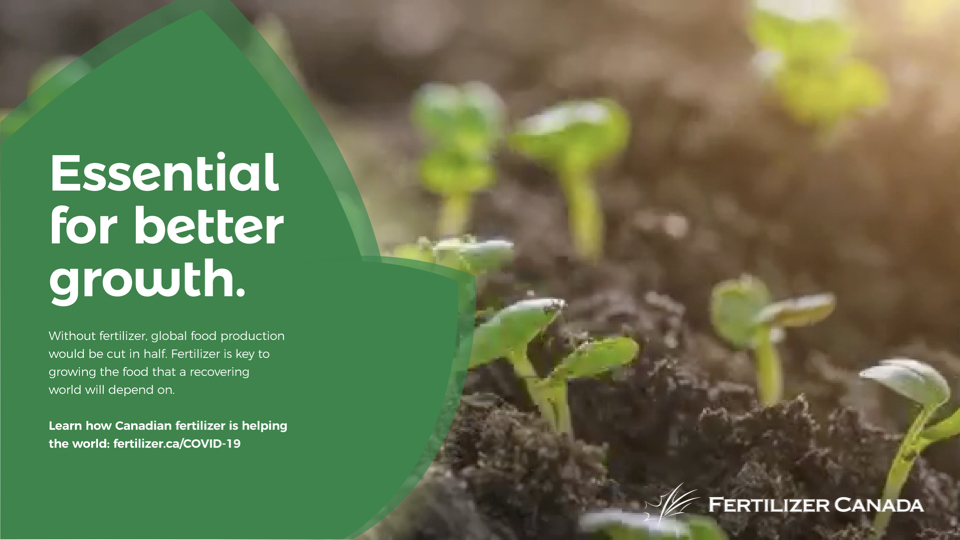 Essential
for better
growth.
Without fertilizer, global food production
would be cut in half. Fertilizer is key to
growing the food that a recovering
world will depend on.
Learn how Canadian fertilizer is helping
the world: fertilizer.ca/COVID-19
FERTILIZER CANADA